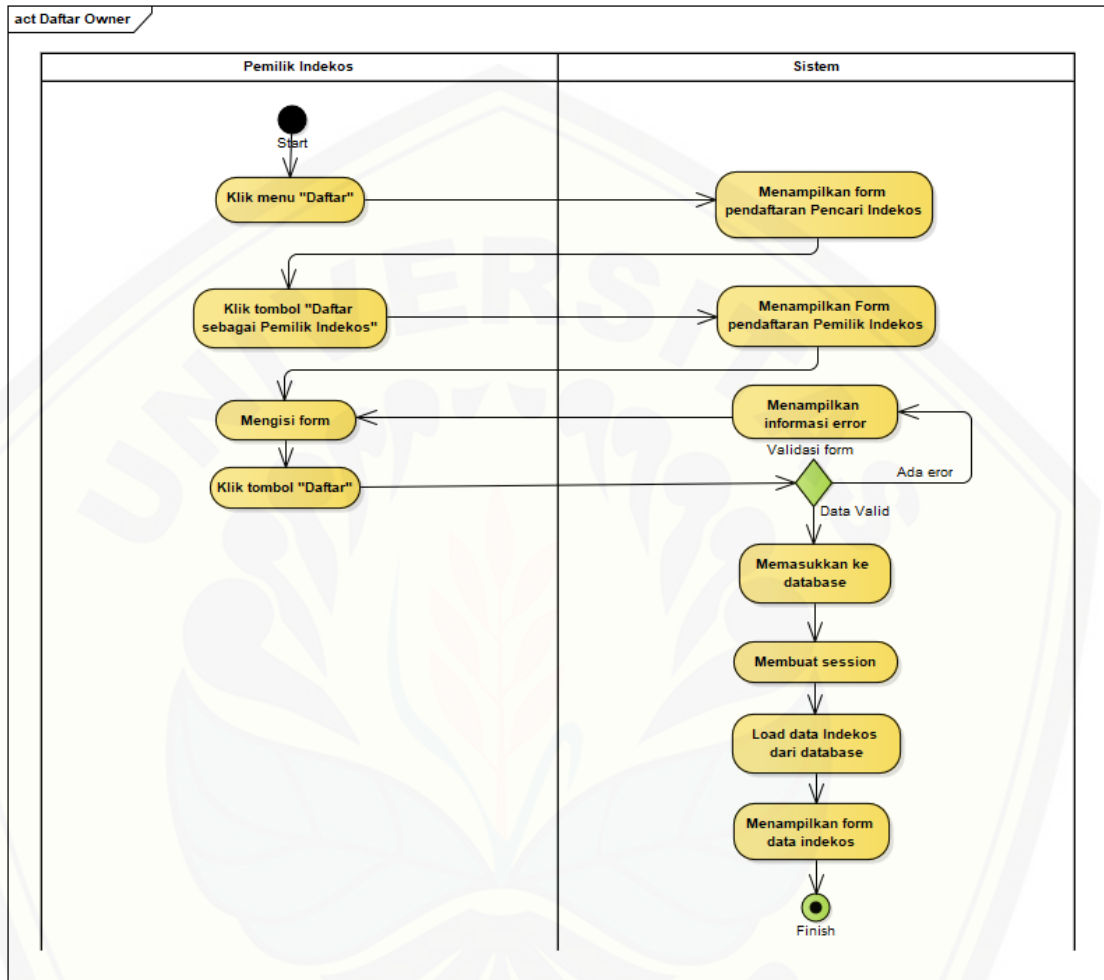 act Daftar Owner
Pemilik Indekos
Sistem
Start
Klik menu "Daftar"
Menampilkan form
pendaftaran Pencari Indekos
Klik tombol "Daftar
sebagai Pemilik Indekos"
Menampilkan Form
pendaftaran Pemilik Indekos
Mengisi form
Menampilkan
informasi error
Validasi form
Ada eror
Klik tombol "Daftar"
Data Valid
Memasukkan ke
database
Membuat session
Load data Indekos
dari database
Menampilkan form
data indekos
Finish
UNIVERSITAS